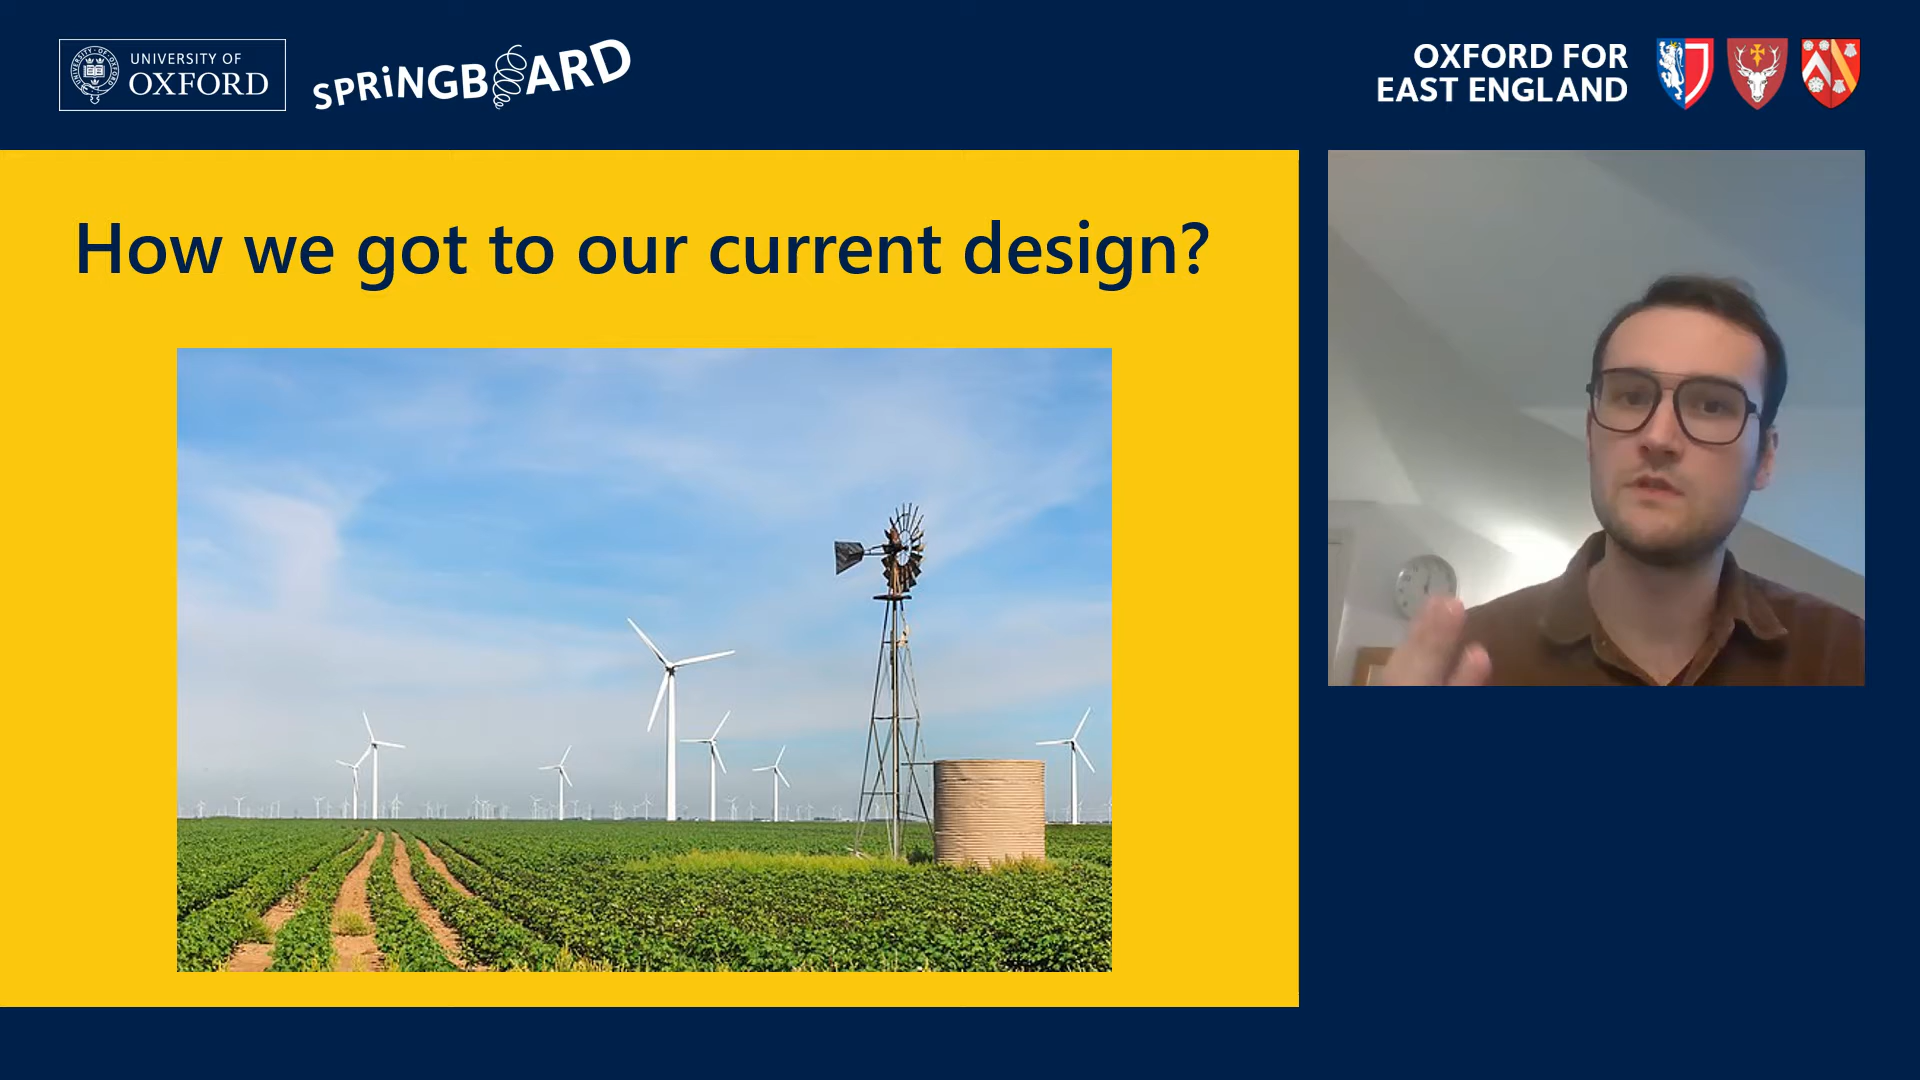 UNIVERSITY OF
OXFORD
SPRiNGBOARD
OXFORD FOR
EAST ENGLAND
How we got to our current design?